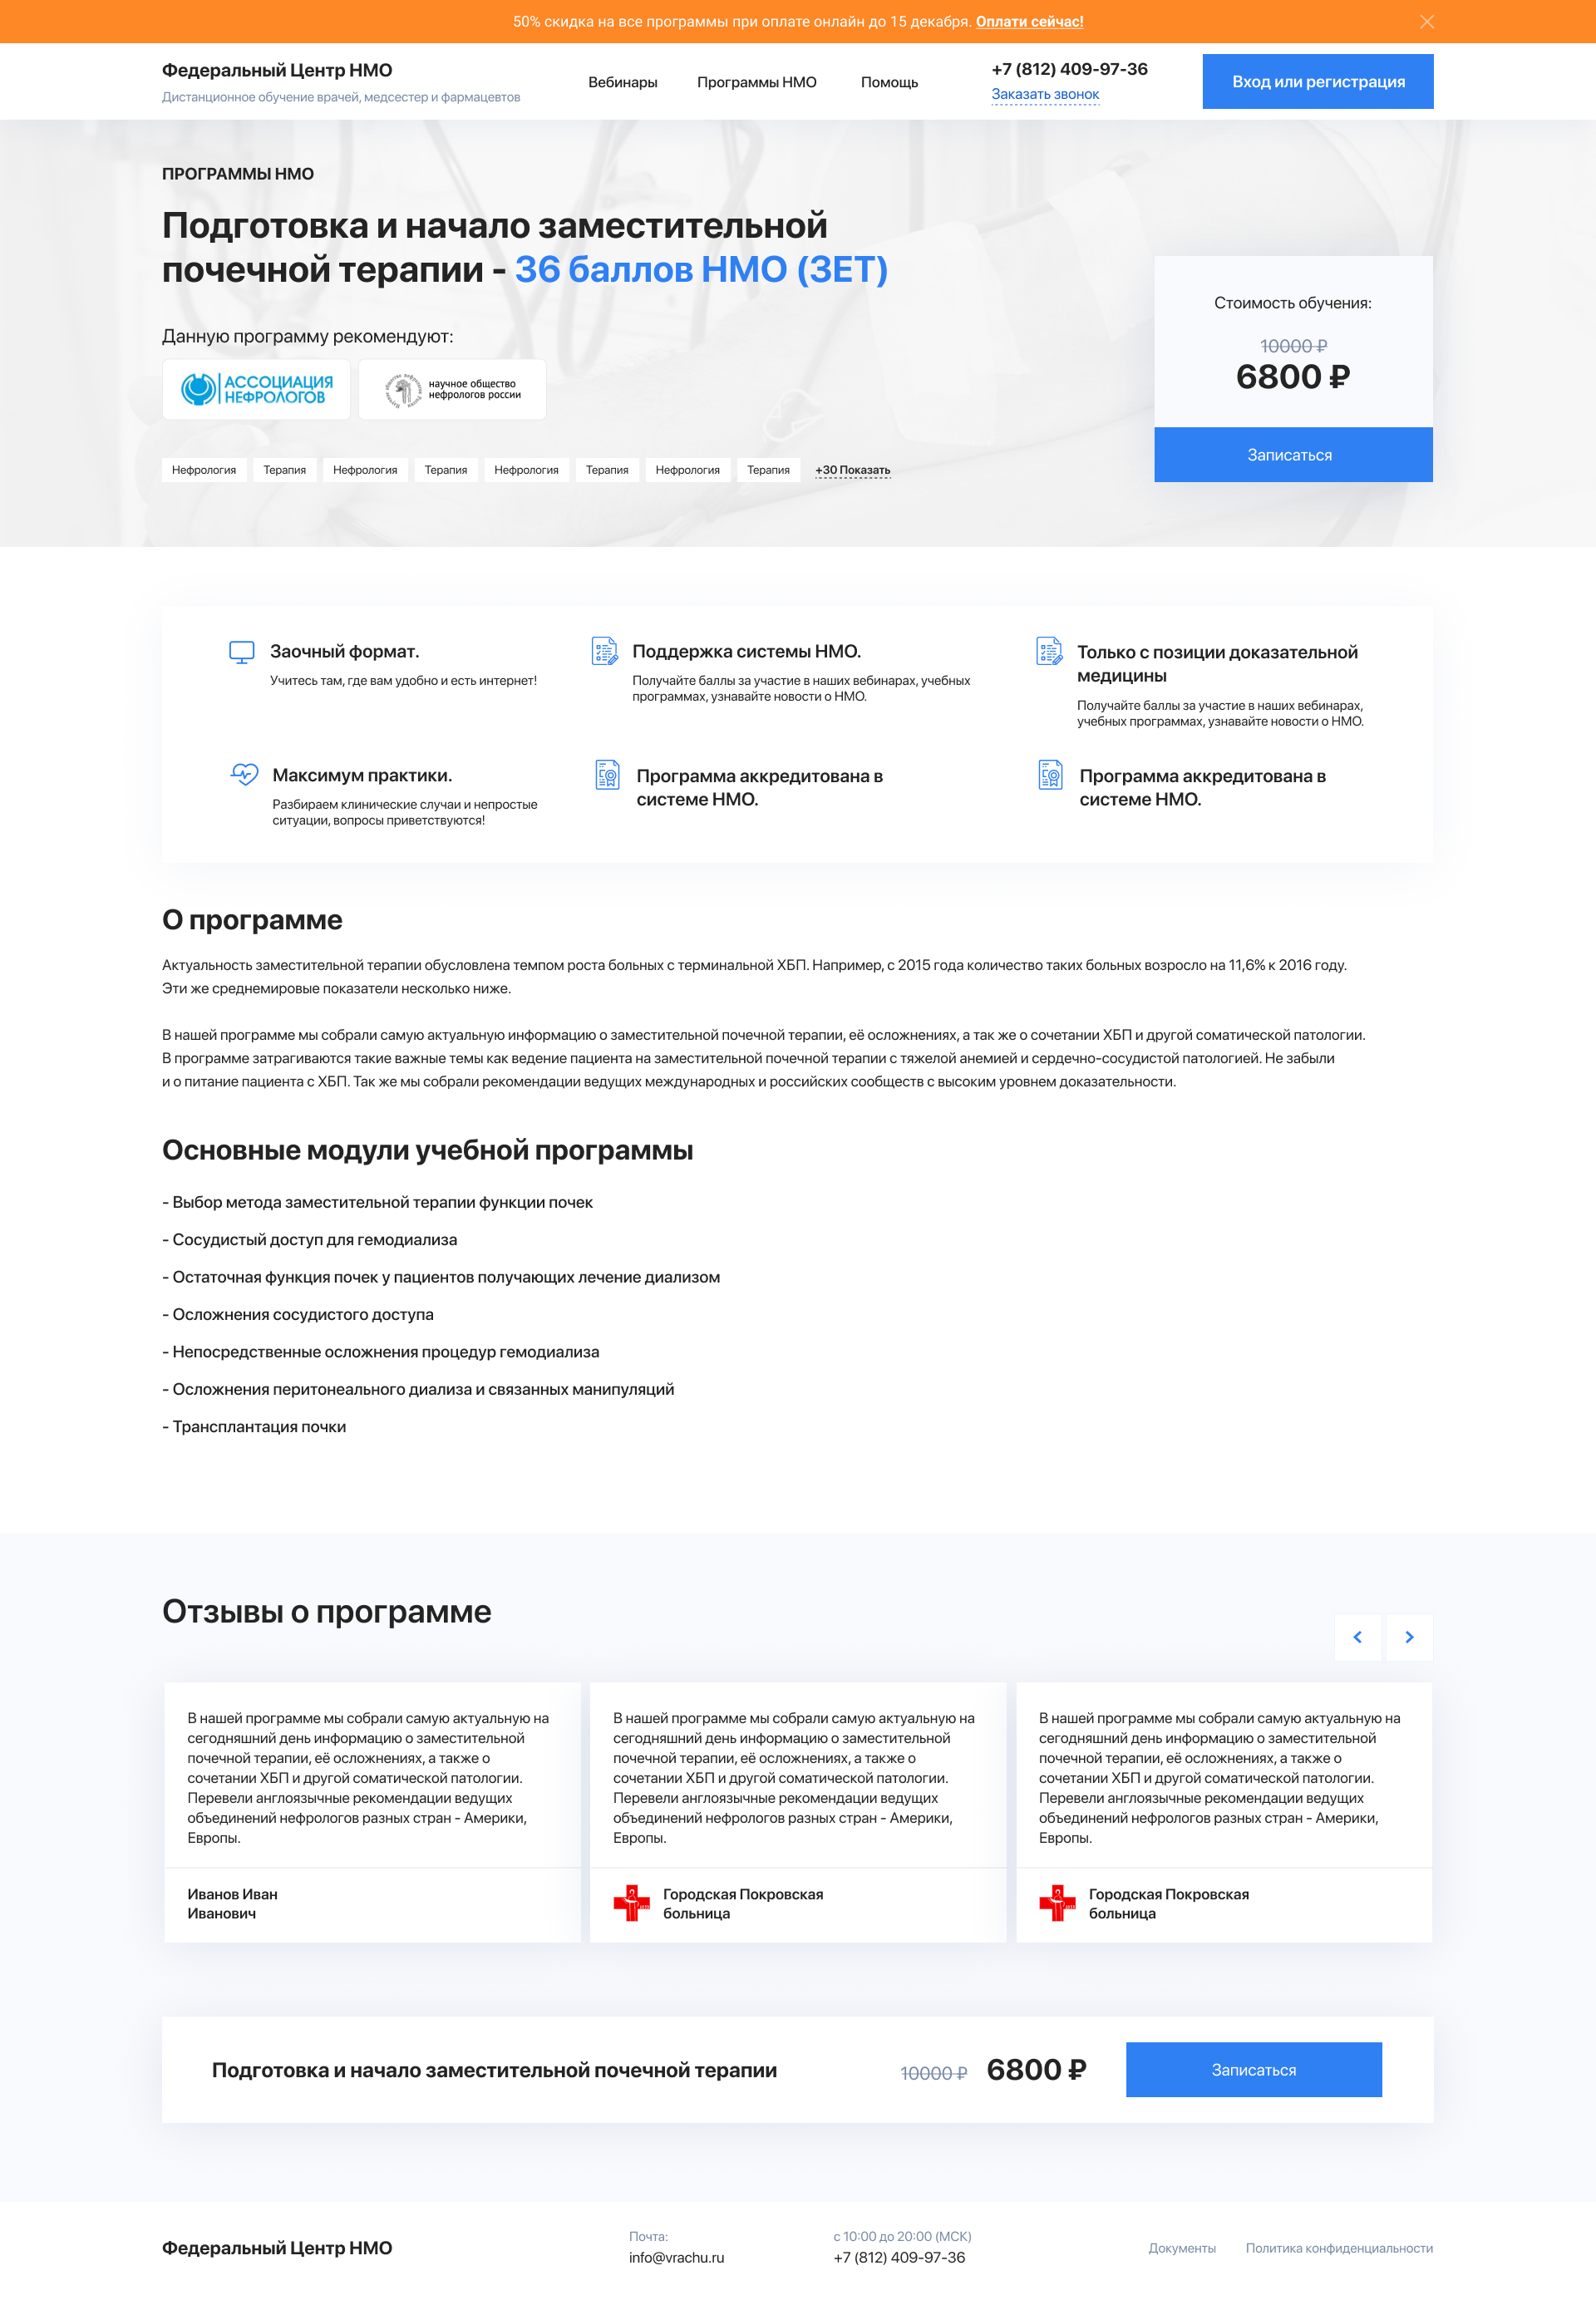 50% скидка на все программы при оплате онлайн до 15 декабря. Оплати сейчас!
Федеральный Центр НМО
Дистанционное обучение врачей, медсестер и фармацевтов
Вебинары
Программы НМО
Помощь
+7 (812) 409-97-36
Заказать звонок
Вход или регистрация
ПРОГРАММЫ НМО
Подготовка и начало заместительной
почечной терапии - 36 баллов НМО (ЗЕТ)
Данную программу рекомендуют:
АССОЦИАЦИЯ
НЕФРОЛОГОВ
научное общество
нефрологов россии
Нефрология
Терапия
Нефрология
Терапия
Нефрология
Терапия
Нефрология
Терапия
+30 Показать
Стоимость обучения:
10000 ₽
6800 ₽
Записаться
Заочный формат.
Учитесь там, где вам удобно и есть интернет!
Поддержка системы НМО.
Получайте баллы за участие в наших вебинарах, учебных
программах, узнавайте новости о НМО.
Только с позиции доказательной
медицины
Получайте баллы за участие в наших вебинарах,
учебных программах, узнавайте новости о НМО.
Максимум практики.
Разбираем клинические случаи и непростые
ситуации, вопросы приветствуются!
Программа аккредитована в
системе НМО.
Программа аккредитована в
системе НМО.
О программе
Актуальность заместительной терапии обусловлена темпом роста больных с терминальной ХБП. Например, с 2015 года количество таких больных возросло на 11,6% к 2016 году.
Эти же среднемировые показатели несколько ниже.
В нашей программе мы собрали самую актуальную информацию о заместительной почечной терапии, её осложнениях, а так же о сочетании ХБП и другой соматической патологии.
В программе затрагиваются такие важные темы как ведение пациента на заместительной почечной терапии с тяжелой анемией и сердечно-сосудистой патологией. Не забыли
и о питание пациента с ХБП. Так же мы собрали рекомендации ведущих международных и российских сообществ с высоким уровнем доказательности.
Основные модули учебной программы
- Выбор метода заместительной терапии функции почек
- Сосудистый доступ для гемодиализа
- Остаточная функция почек у пациентов получающих лечение диализом
- Осложнения сосудистого доступа
- Непосредственные осложнения процедур гемодиализа
- Осложнения перитонеального диализа и связанных манипуляций
- Трансплантация почки
Отзывы о программе
В нашей программе мы собрали самую актуальную на
сегодняшний день информацию о заместительной
почечной терапии, её осложнениях, а также о
сочетании ХБП и другой соматической патологии.
Перевели англоязычные рекомендации ведущих
объединений нефрологов разных стран - Америки,
Европы.
Иванов Иван
Иванович
В нашей программе мы собрали самую актуальную на
сегодняшний день информацию о заместительной
почечной терапии, её осложнениях, а также о
сочетании ХБП и другой соматической патологии.
Перевели англоязычные рекомендации ведущих
объединений нефрологов разных стран - Америки,
Европы.
Городская Покровская
больница
В нашей программе мы собрали самую актуальную на
сегодняшний день информацию о заместительной
почечной терапии, её осложнениях, а также о
сочетании ХБП и другой соматической патологии.
Перевели англоязычные рекомендации ведущих
объединений нефрологов разных стран - Америки,
Европы.
Городская Покровская
больница
Подготовка и начало заместительной почечной терапии
10000 ₽
6800 ₽
Записаться
Федеральный Центр НМО
Почта:
info@vrachu.ru
с 10:00 до 20:00 (МСК)
+7 (812) 409-97-36
Документы
Политика конфиденциальности